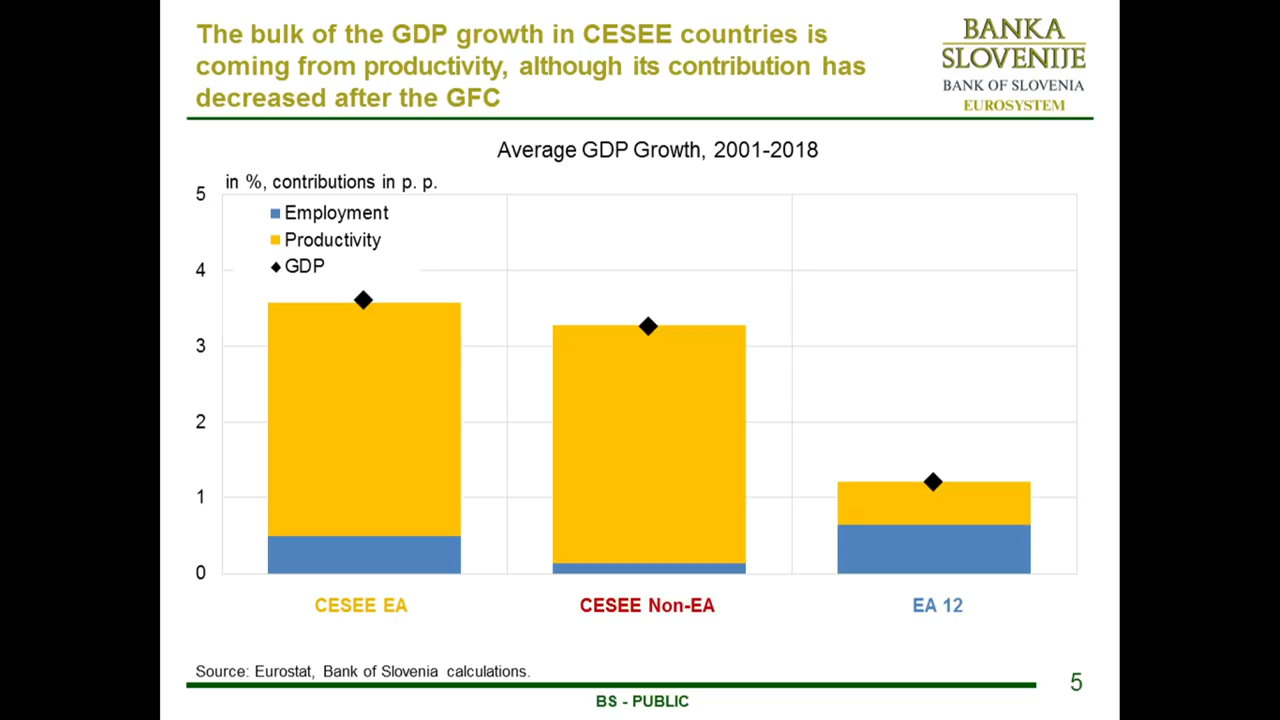 The bulk of the GDP growth in CESEE countries is
coming from productivity, although its contribution has
decreased after the GFC
BANKA
SLOVENIJE
BANK OF SLOVENIA
EUROSYSTEM
Average GDP Growth, 2001-2018
in %, contributions in p. p.
Employment
Productivity
GDP
5
4
3
2
1
0
CESEE EA
CESEE Non-EA
EA 12
Source: Eurostat, Bank of Slovenia calculations.
5
BS - PUBLIC